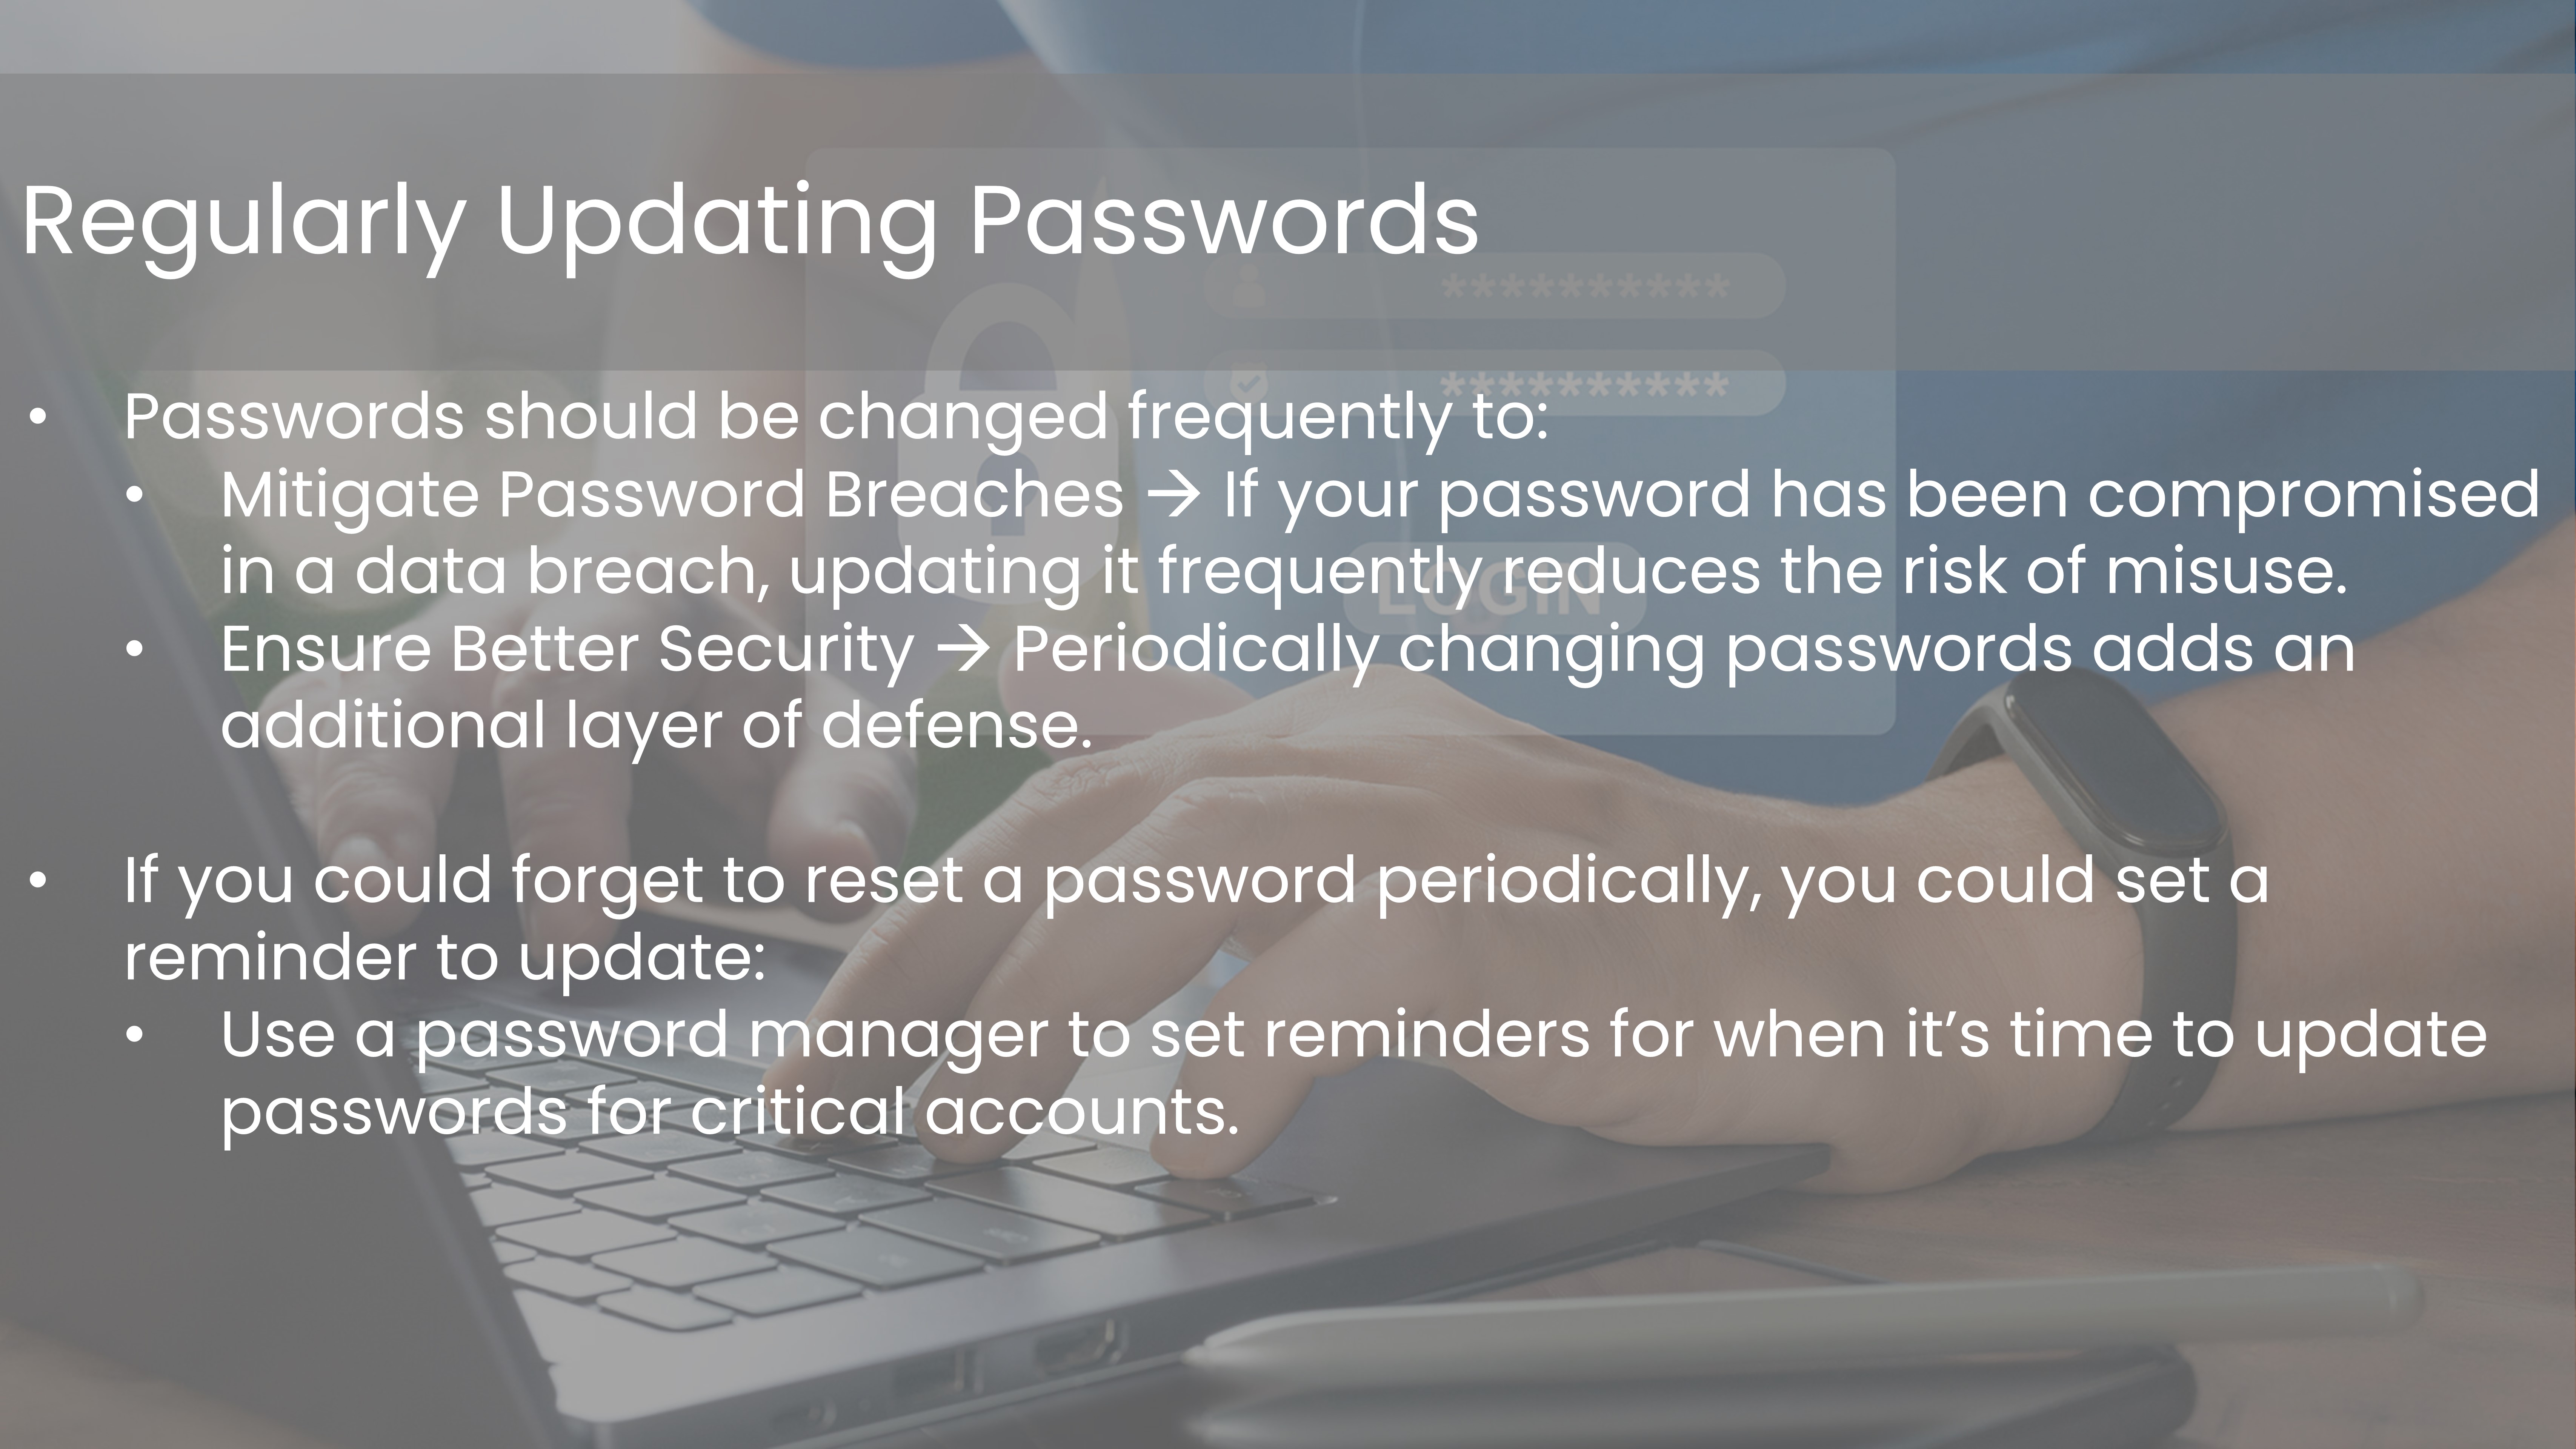 Regularly Updating Passwords
**********
**********
• Passwords should be changed frequently to:
• Mitigate Password Breaches → If your password has been compromised
in a data breach, updating it frequently reduces the risk of misuse.
LOGIN
• Ensure Better Security → Periodically changing passwords adds an
additional layer of defense.
• If you could forget to reset a password periodically, you could set a
reminder to update:
• Use a password manager to set reminders for when it’s time to update
passwords for critical accounts.